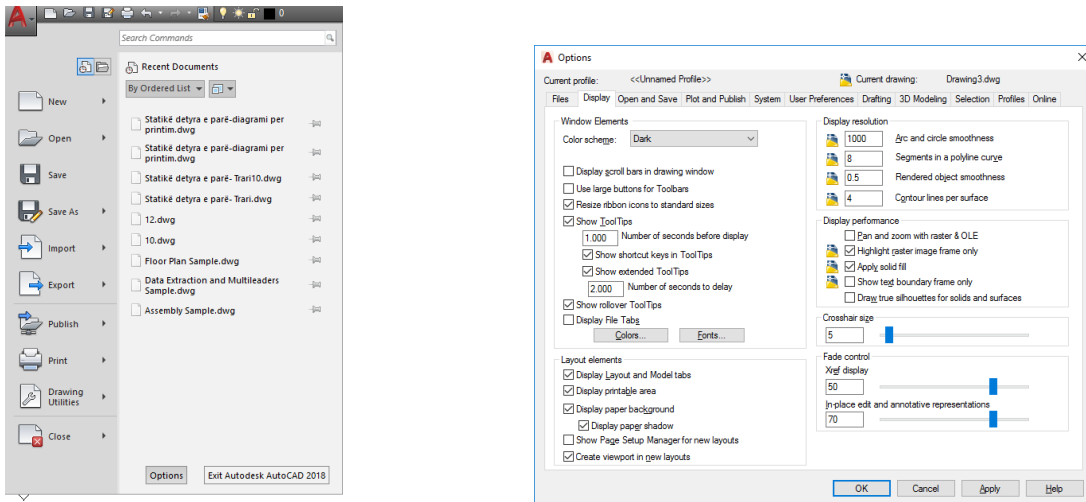 0
Search Commands
Recent Documents
By Ordered List
New
Open
Save
Save As
Import
Export
Publish
Print
Drawing
Utilities
Close
Statikë detyra e parë-diagrami per
printim.dwg
Statikë detyra e parë-diagrami per
printim.dwg
Statikë detyra e parë- Trari10.dwg
Statikë detyra e parë- Trari.dwg
12.dwg
10.dwg
Floor Plan Sample.dwg
Data Extraction and Multileaders
Sample.dwg
Assembly Sample.dwg
Options
Exit Autodesk AutoCAD 2018
Options
Current profile: <<Unnamed Profile>> Current drawing: Drawing3.dwg
Files Display Open and Save Plot and Publish System User Preferences Drafting 3D Modeling Selection Profiles Online
Window Elements
Color scheme: Dark
Display scroll bars in drawing window
Use large buttons for Toolbars
Resize ribbon icons to standard sizes
Show ToolTips
1.000 Number of seconds before display
Show shortcut keys in ToolTips
Show extended ToolTips
2.000 Number of seconds to delay
Show rollover ToolTips
Display File Tabs
Colors... Fonts...
Layout elements
Display Layout and Model tabs
Display printable area
Display paper background
Display paper shadow
Show Page Setup Manager for new layouts
Create viewport in new layouts
Display resolution
1000 Arc and circle smoothness
8 Segments in a polyline curve
0.5 Rendered object smoothness
4 Contour lines per surface
Display performance
Pan and zoom with raster & OLE
Highlight raster image frame only
Apply solid fill
Show text boundary frame only
Draw true silhouettes for solids and surfaces
Crosshair size
5
Fade control
Xref display
50
In-place edit and annotative representations
70
OK Cancel Apply Help